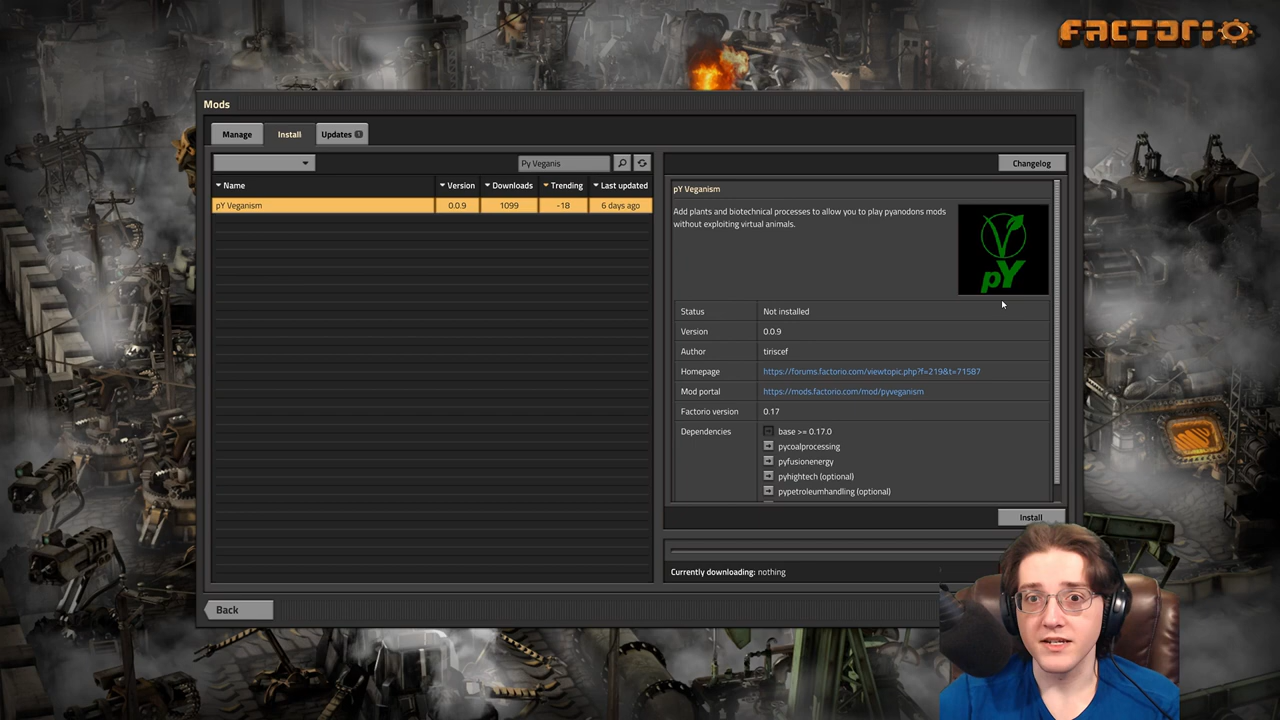 FACTORIO
Mods
Manage
Install
Updates 1
Py Veganis
Changelog
Name
Version
Downloads
Trending
Last updated
pY Veganism
0.0.9
1099
-18
6 days ago
pY Veganism
Add plants and biotechnical processes to allow you to play pyanodons mods
without exploiting virtual animals.
pY
Status
Not installed
Version
0.0.9
Author
tiriscef
Homepage
https://forums.factorio.com/viewtopic.php?f=219&t=71587
Mod portal
https://mods.factorio.com/mod/pyveganism
Factorio version
0.17
Dependencies
base >= 0.17.0
pycoalprocessing
pyfusionenergy
pyhightech (optional)
pypetroleumhandling (optional)
Install
Currently downloading: nothing
Back